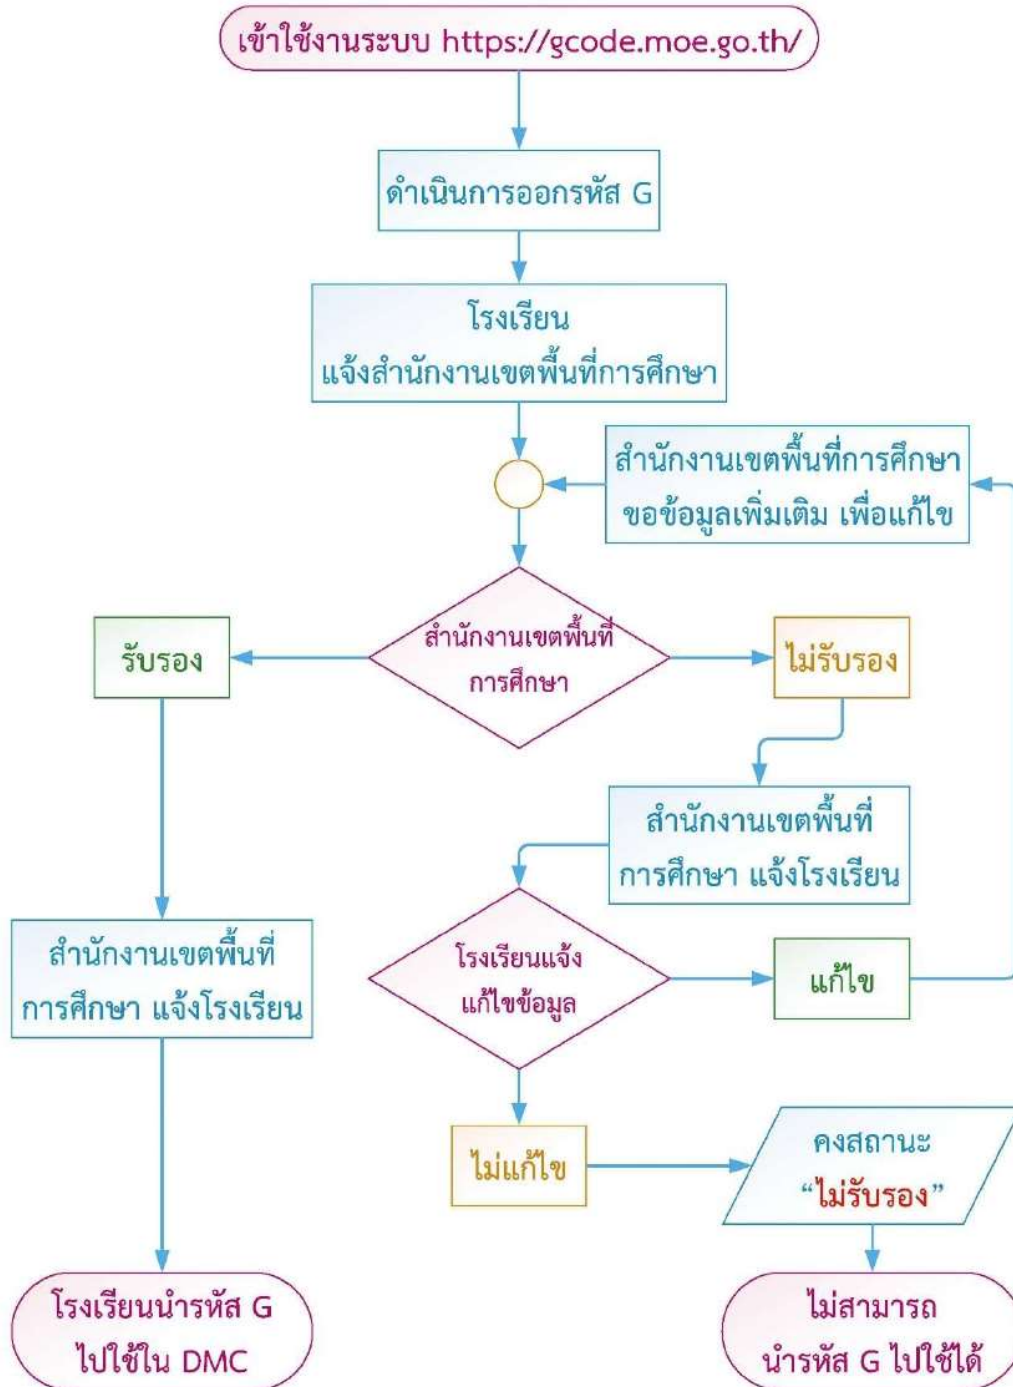 เข้าใช้งานระบบ https://gcode.moe.go.th/
ดำเนินการออกรหัส G
โรงเรียน
แจ้งสำนักงานเขตพื้นที่การศึกษา
สำนักงานเขตพื้นที่การศึกษา
ขอข้อมูลเพิ่มเติม เพื่อแก้ไข
สำนักงานเขตพื้นที่
การศึกษา
รับรอง
ไม่รับรอง
สำนักงานเขตพื้นที่
การศึกษา แจ้งโรงเรียน
สำนักงานเขตพื้นที่
การศึกษา แจ้งโรงเรียน
โรงเรียนแจ้ง
แก้ไขข้อมูล
แก้ไข
ไม่แก้ไข
คงสถานะ
“ไม่รับรอง”
โรงเรียนนำรหัส G
ไปใช้ใน DMC
ไม่สามารถ
นำรหัส G ไปใช้ได้